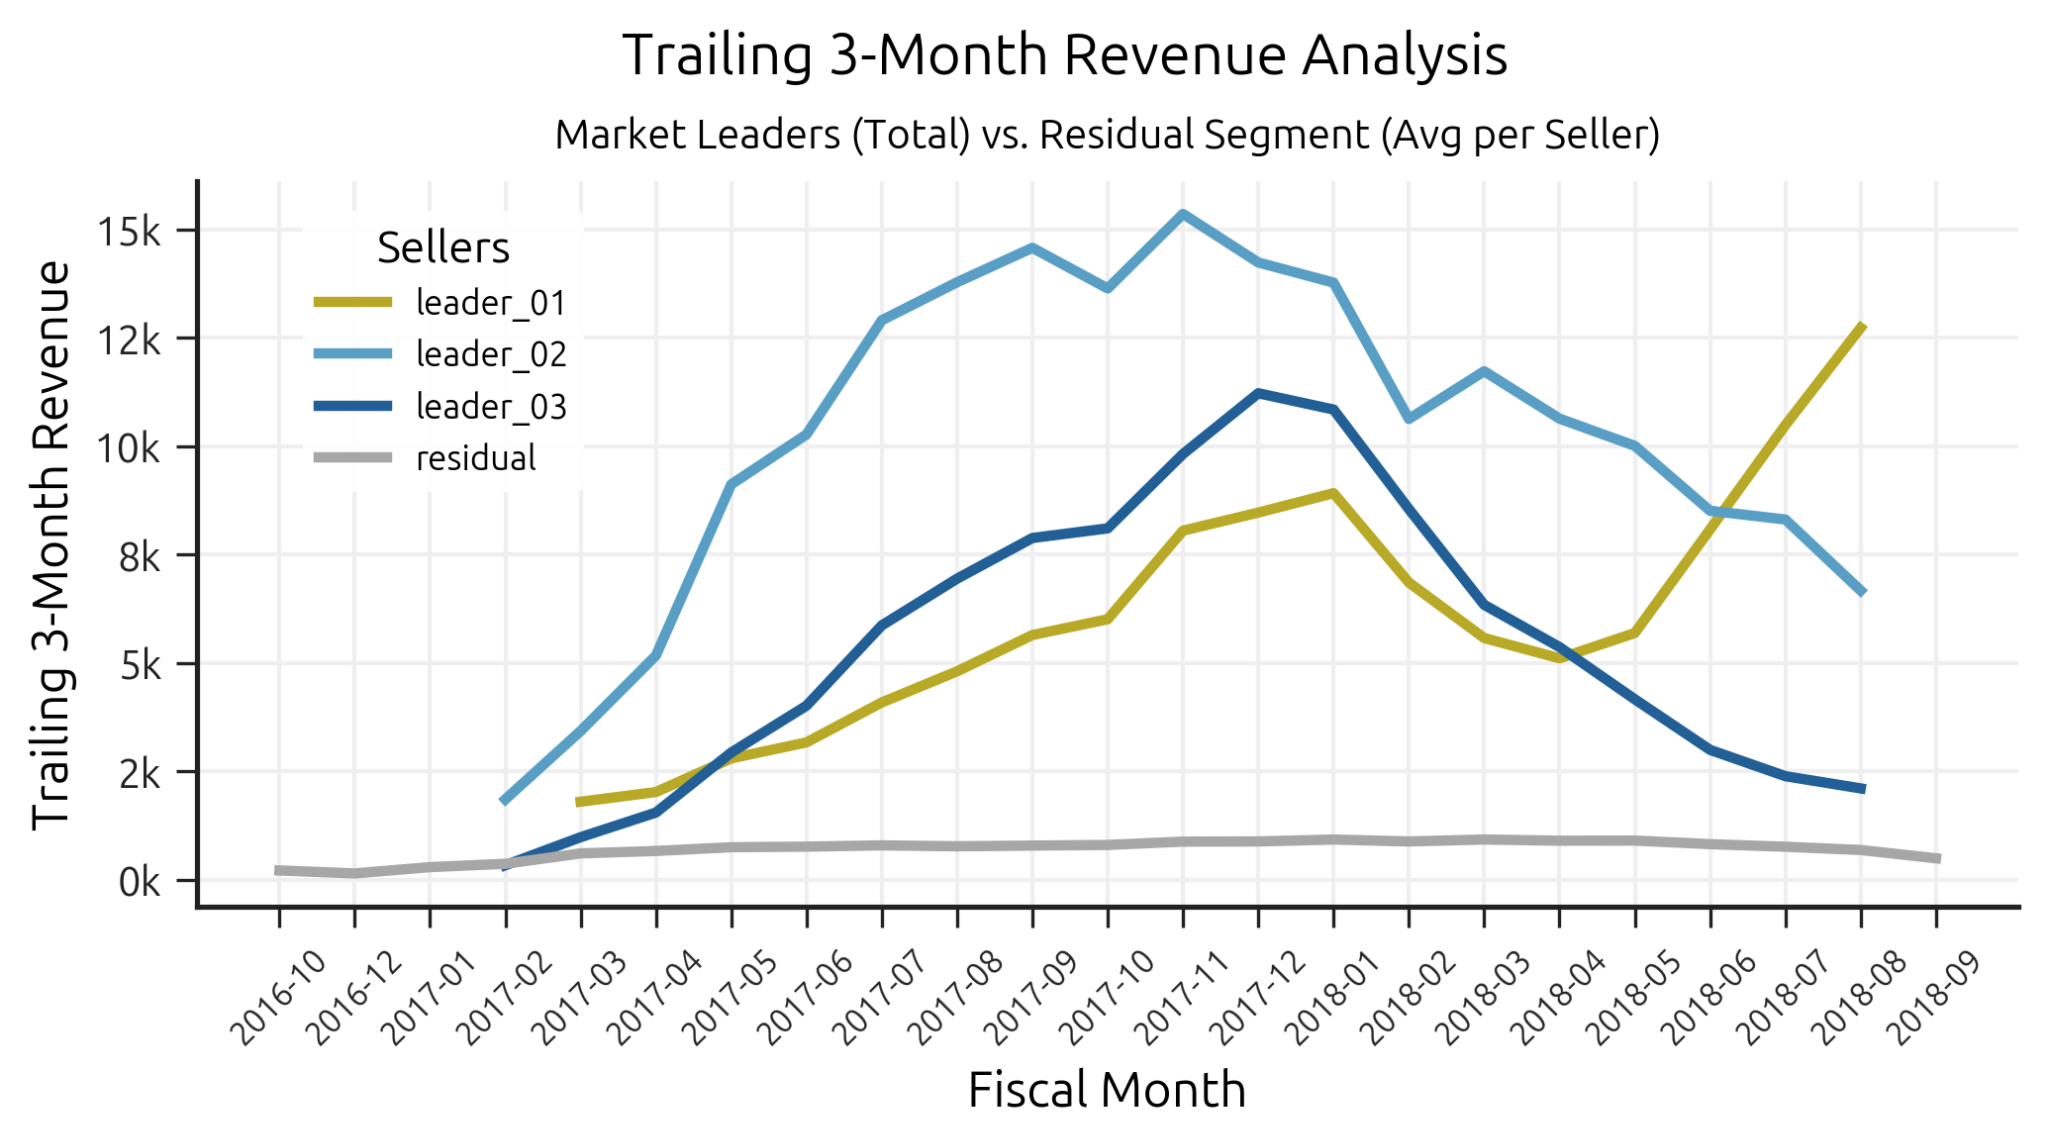 Trailing 3-Month Revenue Analysis
Market Leaders (Total) vs. Residual Segment (Avg per Seller)
Trailing 3-Month Revenue
15k
12k
10k
8k
5k
2k
0k
Sellers
leader_01
leader_02
leader_03
residual
2016-10
2016-12
2017-01
2017-02
2017-03
2017-04
2017-05
2017-06
2017-07
2017-08
2017-09
2017-10
2017-11
2017-12
2018-01
2018-02
2018-03
2018-04
2018-05
2018-06
2018-07
2018-08
2018-09
Fiscal Month